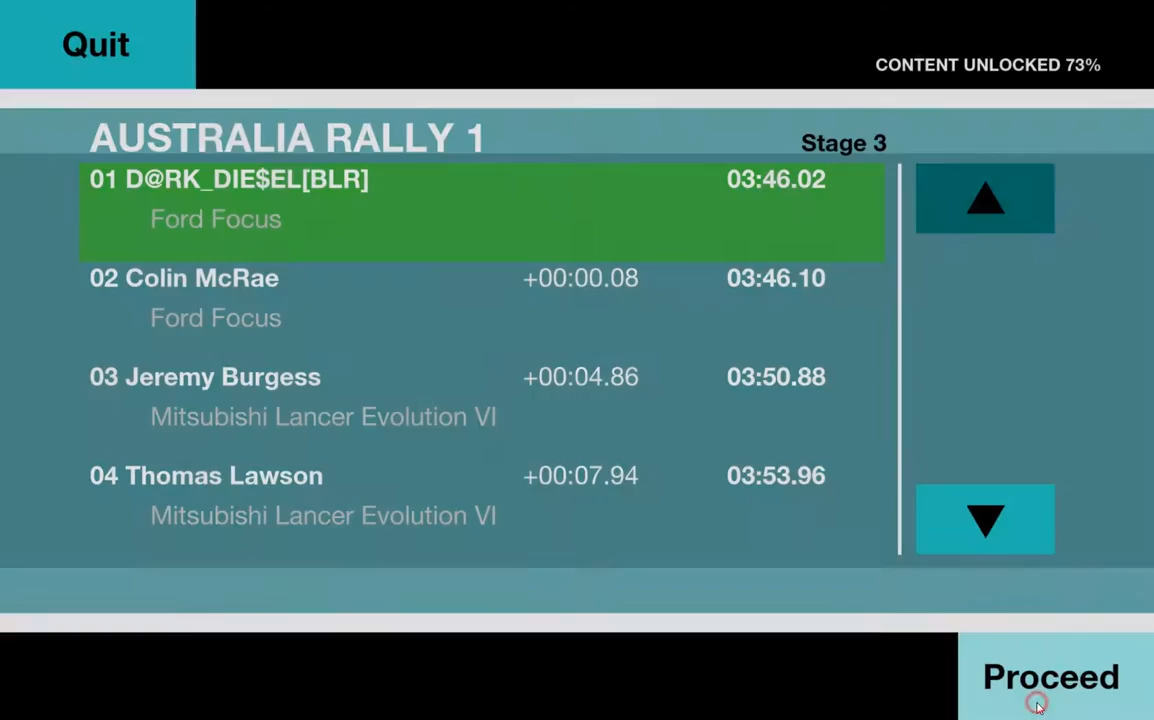 Quit
CONTENT UNLOCKED 73%
AUSTRALIA RALLY 1 Stage 3
01 D@RK_DIE$EL[BLR] 03:46.02
Ford Focus
02 Colin McRae +00:00.08 03:46.10
Ford Focus
03 Jeremy Burgess +00:04.86 03:50.88
Mitsubishi Lancer Evolution VI
04 Thomas Lawson +00:07.94 03:53.96
Mitsubishi Lancer Evolution VI
Proceed